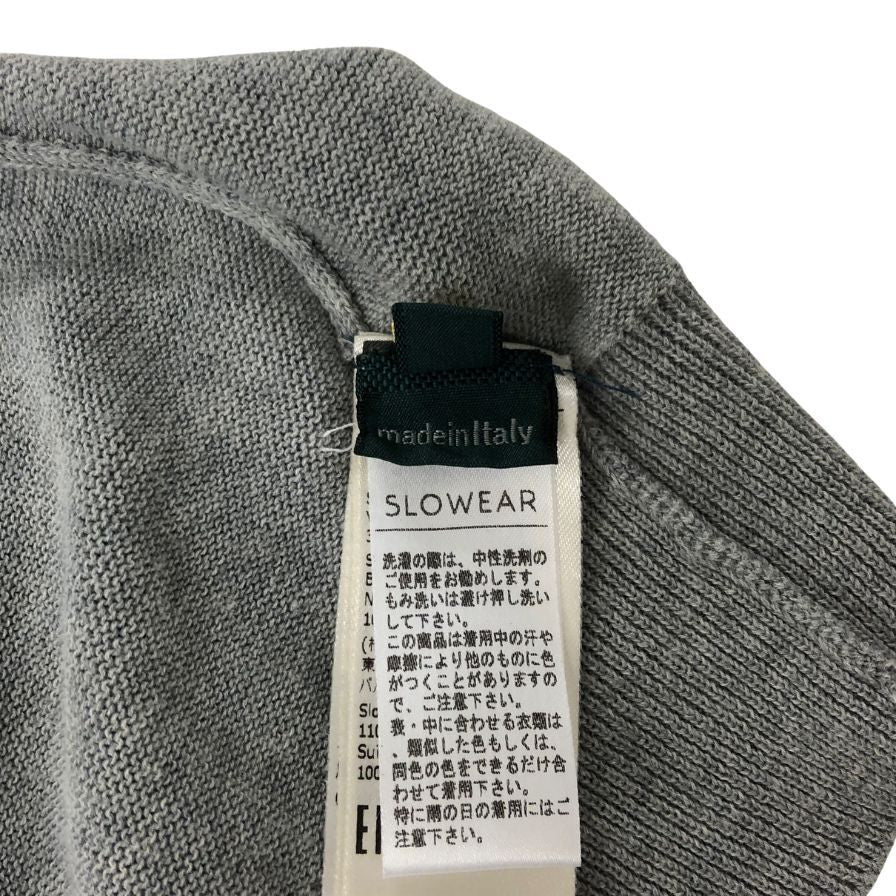 madeinItaly
SLOWEAR
洗濯の際は、中性洗剤の
ご使用をお勧めします。
もみ洗いは避け押し洗い
して下さい。
この商品は着用中の汗や
摩擦により他のものに色
がつくことがありますの
で、ご注意下さい。
表・中に合わせる衣類は
、類似した色もしくは、
同色の色をできるだけ合
わせて着用下さい。
特に雨の日の着用にはご
注意下さい。